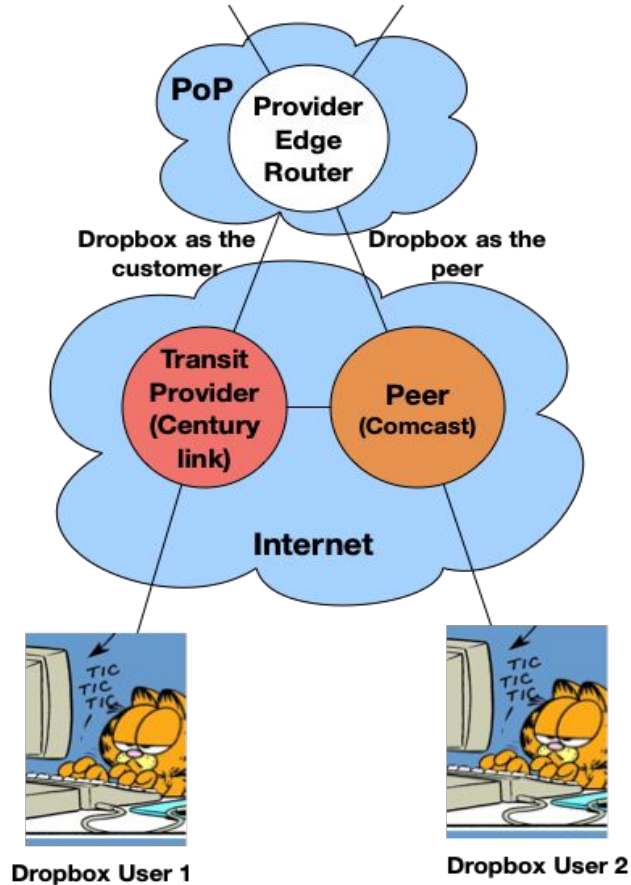 PoP
Provider
Edge
Router
Dropbox as the
customer
Dropbox as the
peer
Transit
Provider
(Century
link)
Peer
(Comcast)
Internet
TIC
TIC
TIC
TIC
TIC
TIC
Dropbox User 1
Dropbox User 2